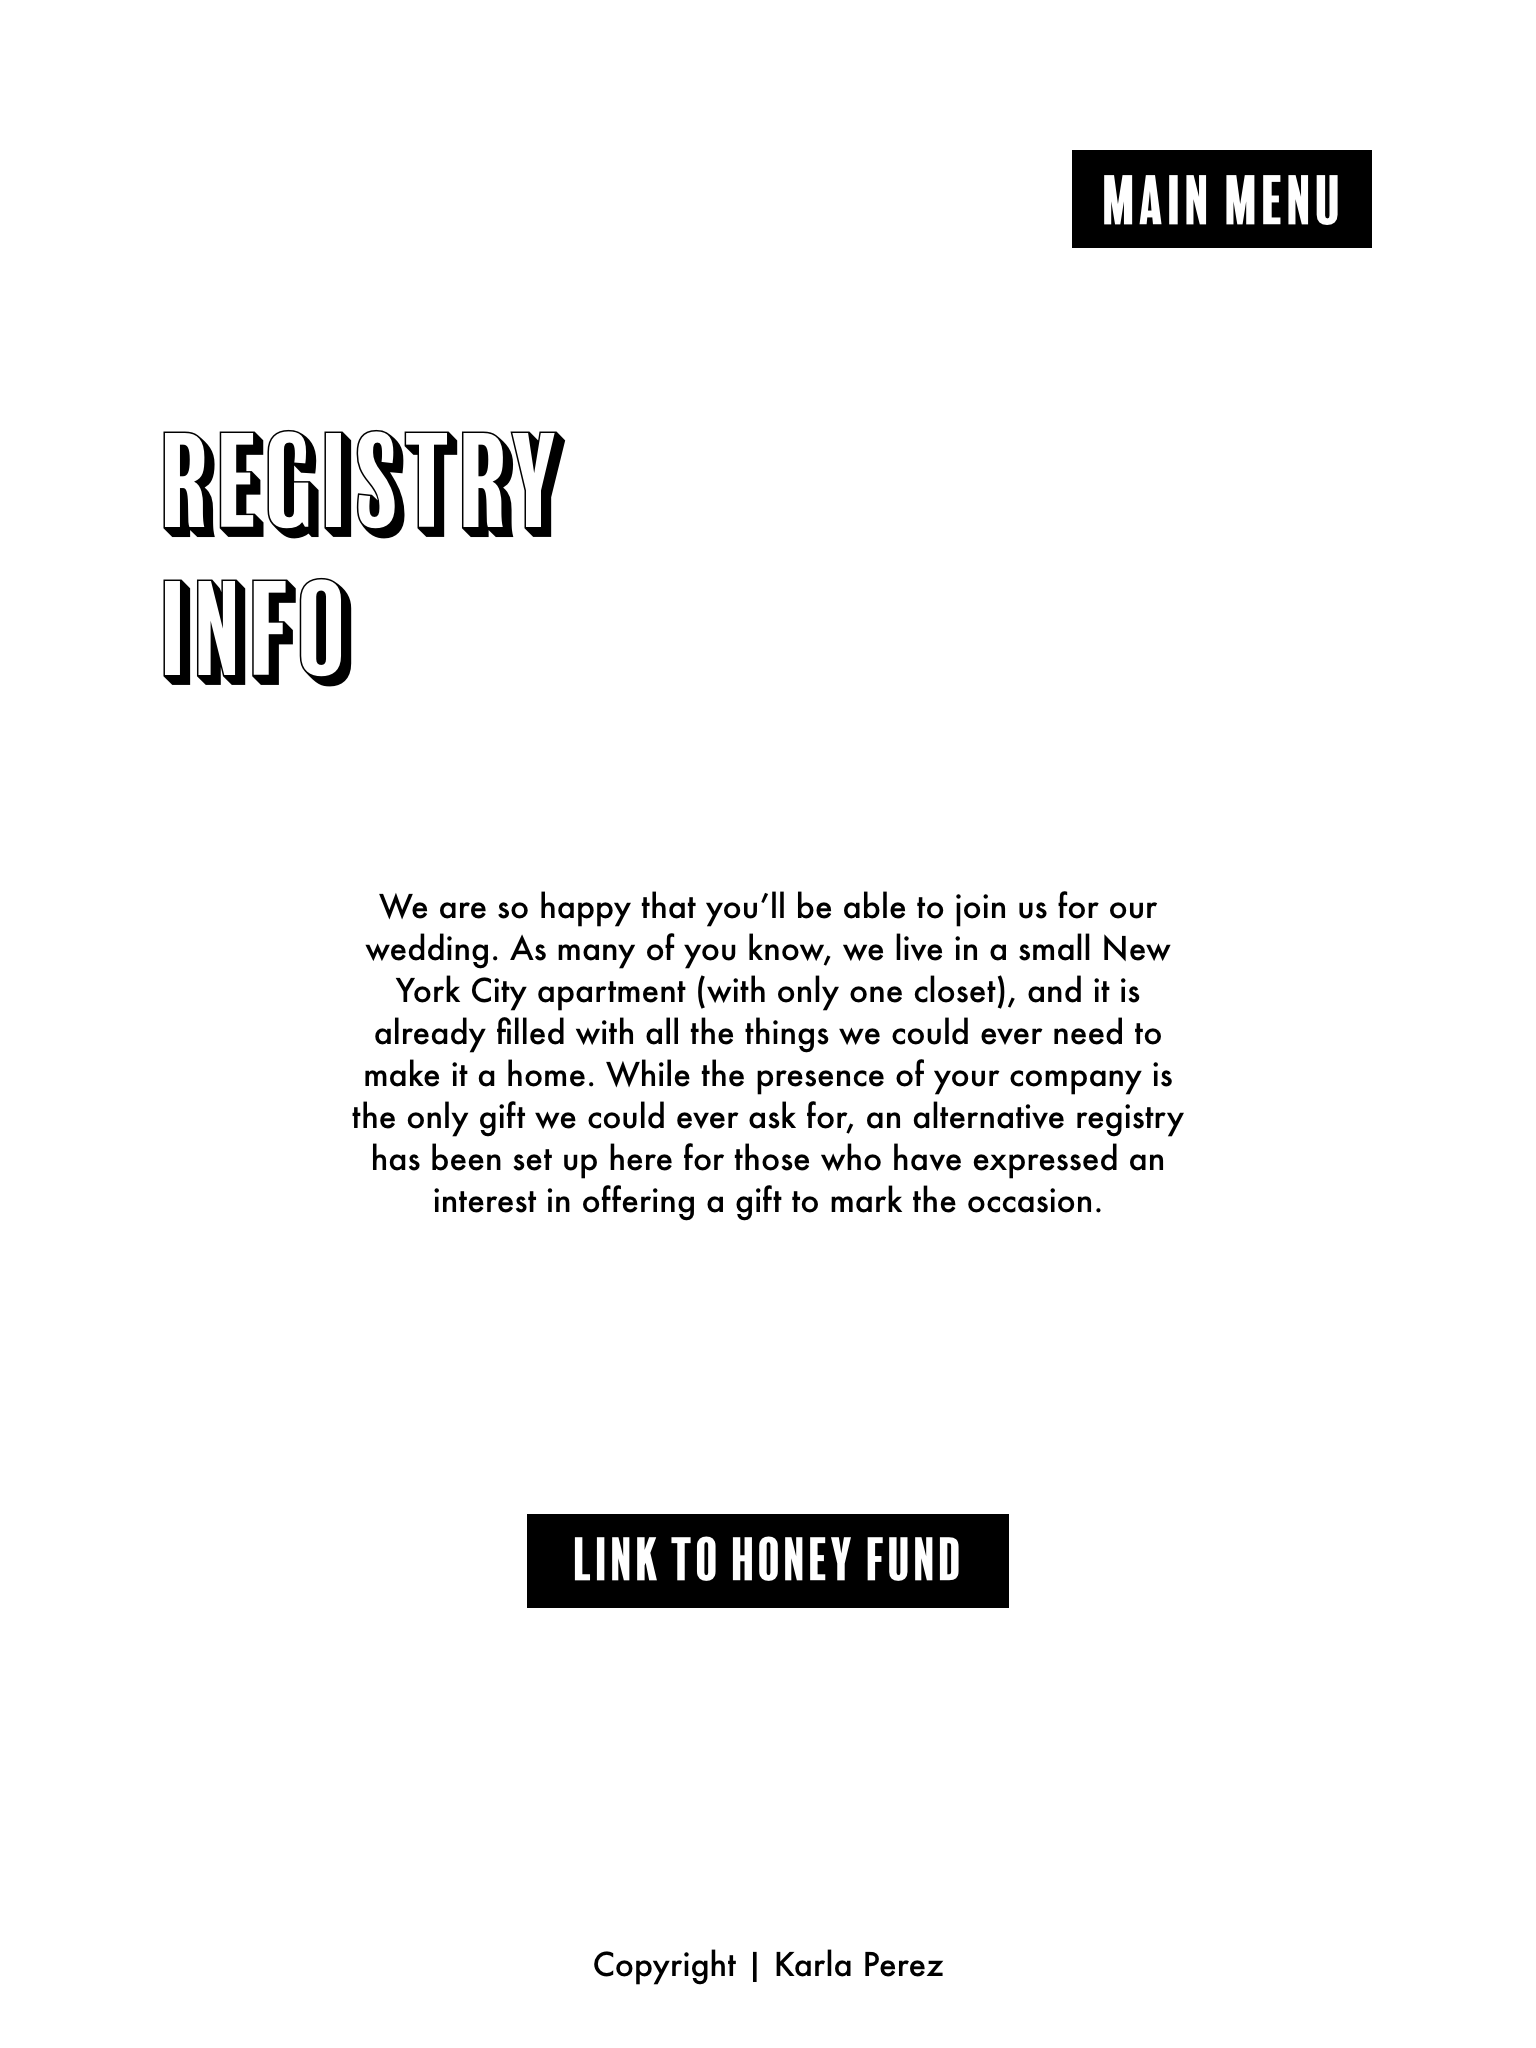 MAIN MENU
REGISTRY
INFO
We are so happy that you’ll be able to join us for our
wedding. As many of you know, we live in a small New
York City apartment (with only one closet), and it is
already filled with all the things we could ever need to
make it a home. While the presence of your company is
the only gift we could ever ask for, an alternative registry
has been set up here for those who have expressed an
interest in offering a gift to mark the occasion.
LINK TO HONEY FUND
Copyright | Karla Perez